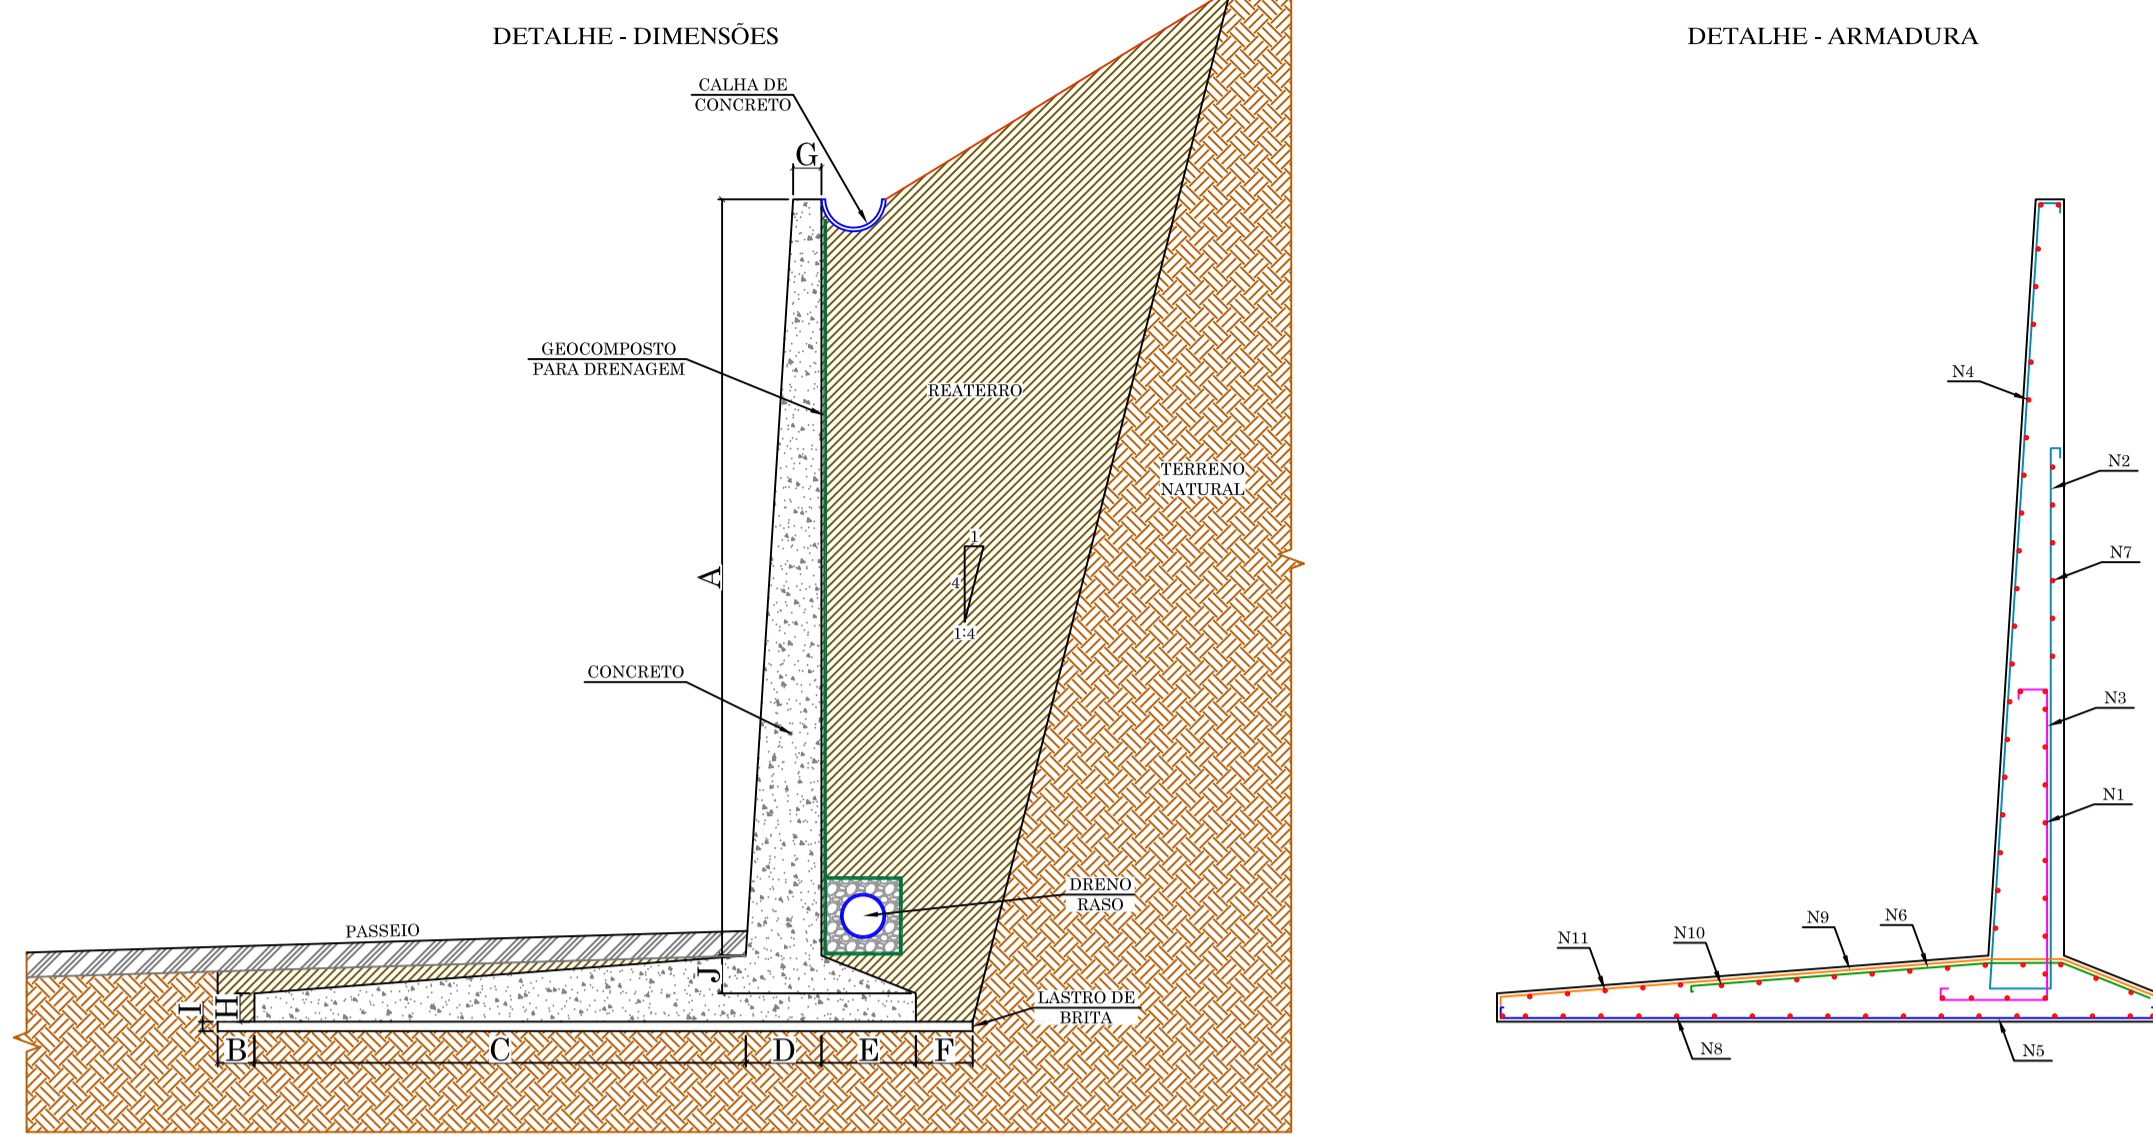 DETALHE - DIMENSÕES
DETALHE - ARMADURA
CALHA DE
CONCRETO
G
GEOCOMPOSTO
PARA DRENAGEM
REATERRO
TERRENO
NATURAL
A
1
4
1:4
CONCRETO
DRENO
RASO
PASSEIO
J
I
H
LASTRO DE
BRITA
B
C
D
E
F
N4
N2
N7
N3
N1
N6
N9
N10
N11
N8
N5